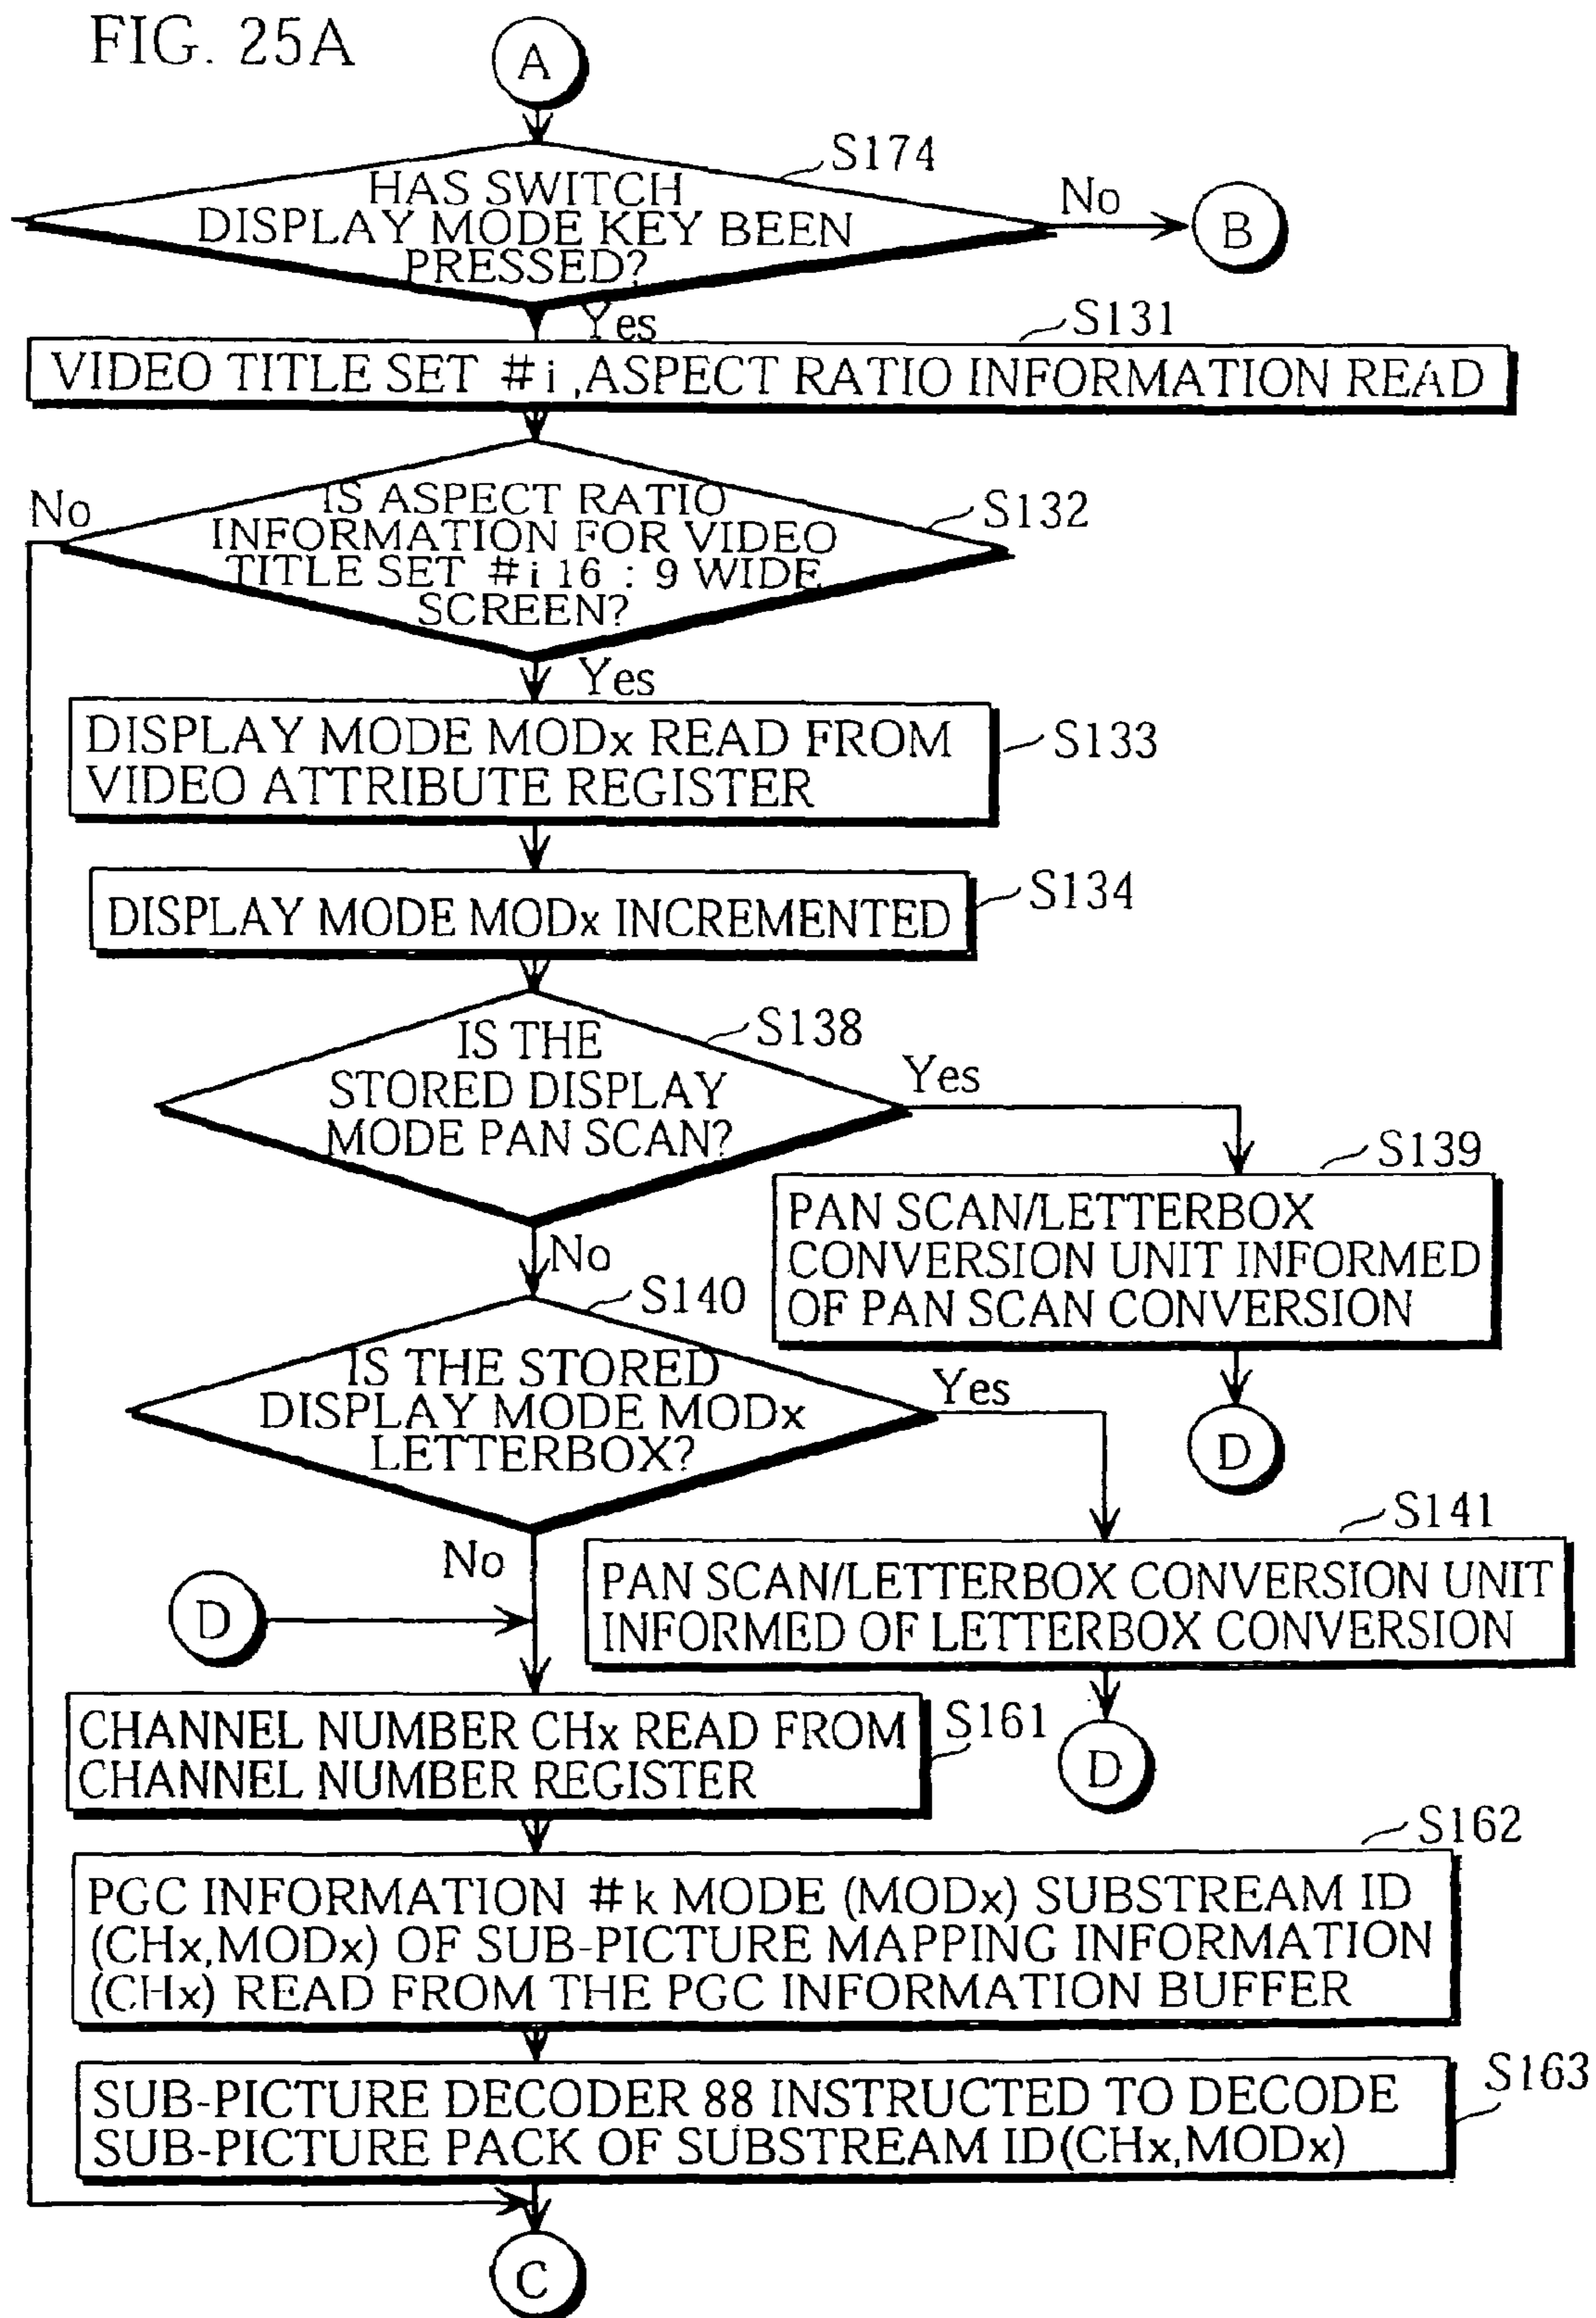 FIG. 25A
A
S174
HAS SWITCH
DISPLAY MODE KEY BEEN
PRESSED?
No
B
Yes
S131
VIDEO TITLE SET #i ,ASPECT RATIO INFORMATION READ
No
IS ASPECT RATIO
INFORMATION FOR VIDEO
TITLE SET #i 16 : 9 WIDE
SCREEN?
S132
Yes
DISPLAY MODE MODx READ FROM
VIDEO ATTRIBUTE REGISTER
S133
DISPLAY MODE MODx INCREMENTED
S134
IS THE
STORED DISPLAY
MODE PAN SCAN?
S138
Yes
S139
PAN SCAN/LETTERBOX
CONVERSION UNIT INFORMED
OF PAN SCAN CONVERSION
D
No
S140
IS THE STORED
DISPLAY MODE MODx
LETTERBOX?
Yes
S141
PAN SCAN/LETTERBOX CONVERSION UNIT
INFORMED OF LETTERBOX CONVERSION
D
No
D
CHANNEL NUMBER CHx READ FROM
CHANNEL NUMBER REGISTER
S161
S162
PGC INFORMATION #k MODE (MODx) SUBSTREAM ID
(CHx,MODx) OF SUB-PICTURE MAPPING INFORMATION
(CHx) READ FROM THE PGC INFORMATION BUFFER
S163
SUB-PICTURE DECODER 88 INSTRUCTED TO DECODE
SUB-PICTURE PACK OF SUBSTREAM ID(CHx,MODx)
C